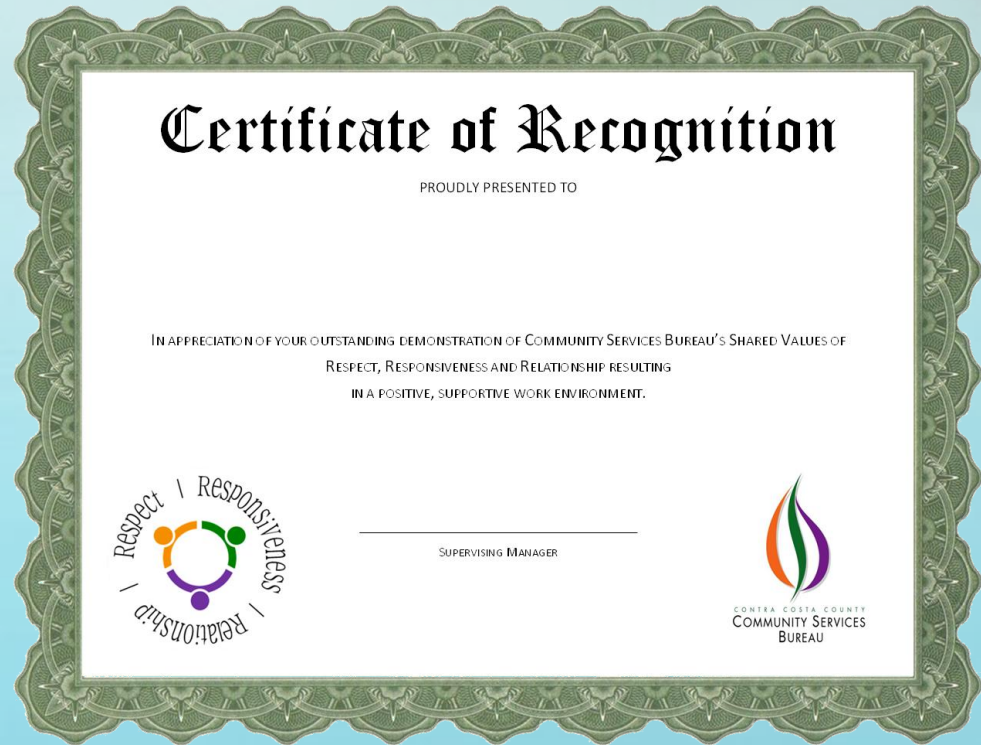 Certificate of Recognition
PROUDLY PRESENTED TO
IN APPRECIATION OF YOUR OUTSTANDING DEMONSTRATION OF COMMUNITY SERVICES BUREAU'S SHARED VALUES OF
RESPECT, RESPONSIVENESS AND RELATIONSHIP RESULTING
IN A POSITIVE, SUPPORTIVE WORK ENVIRONMENT.
Respect | Responsiveness | Relationship |
SUPERVISING MANAGER
CONTRA COSTA COUNTY
COMMUNITY SERVICES
BUREAU